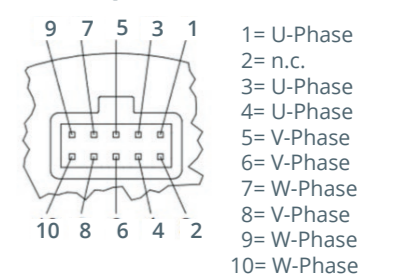 9 7 5 3 1
10 8 6 4 2
1= U-Phase
2= n.c.
3= U-Phase
4= U-Phase
5= V-Phase
6= V-Phase
7= W-Phase
8= V-Phase
9= W-Phase
10= W-Phase